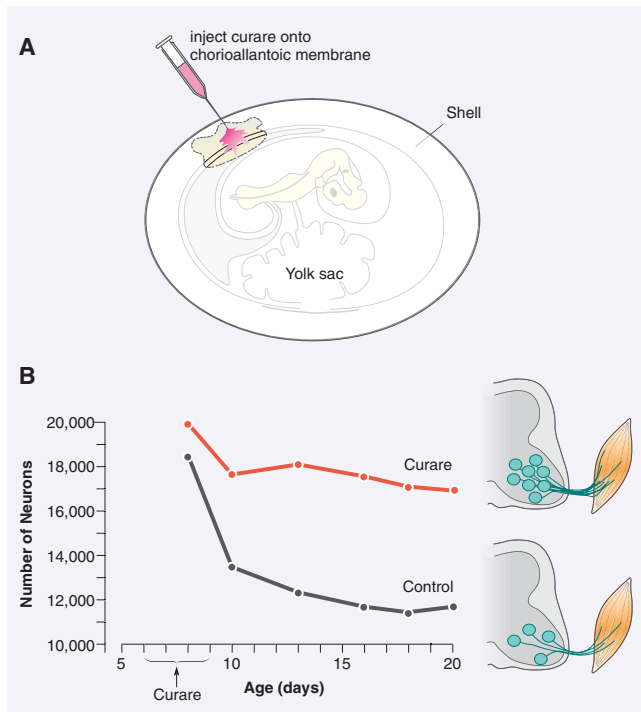 A
inject curare onto
chorioallantoic membrane
Shell
Yolk sac
B
Number of Neurons
20,000
18,000
16,000
14,000
12,000
10,000
Curare
Control
5
10
15
20
Curare
Age (days)